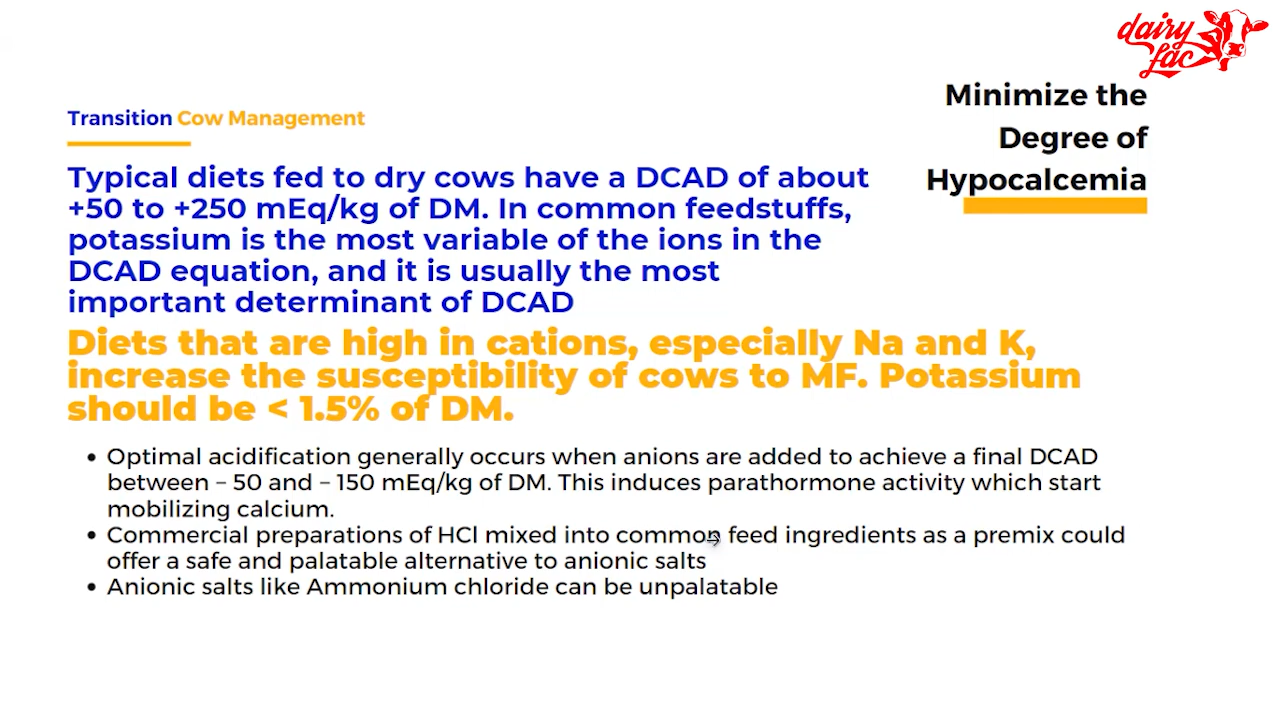 dairy
fac
Minimize the
Degree of
Hypocalcemia
Transition Cow Management
Typical diets fed to dry cows have a DCAD of about
+50 to +250 mEq/kg of DM. In common feedstuffs,
potassium is the most variable of the ions in the
DCAD equation, and it is usually the most
important determinant of DCAD
Diets that are high in cations, especially Na and K,
increase the susceptibility of cows to MF. Potassium
should be < 1.5% of DM.
• Optimal acidification generally occurs when anions are added to achieve a final DCAD
between – 50 and – 150 mEq/kg of DM. This induces parathormone activity which start
mobilizing calcium.
• Commercial preparations of HCl mixed into common feed ingredients as a premix could
offer a safe and palatable alternative to anionic salts
• Anionic salts like Ammonium chloride can be unpalatable